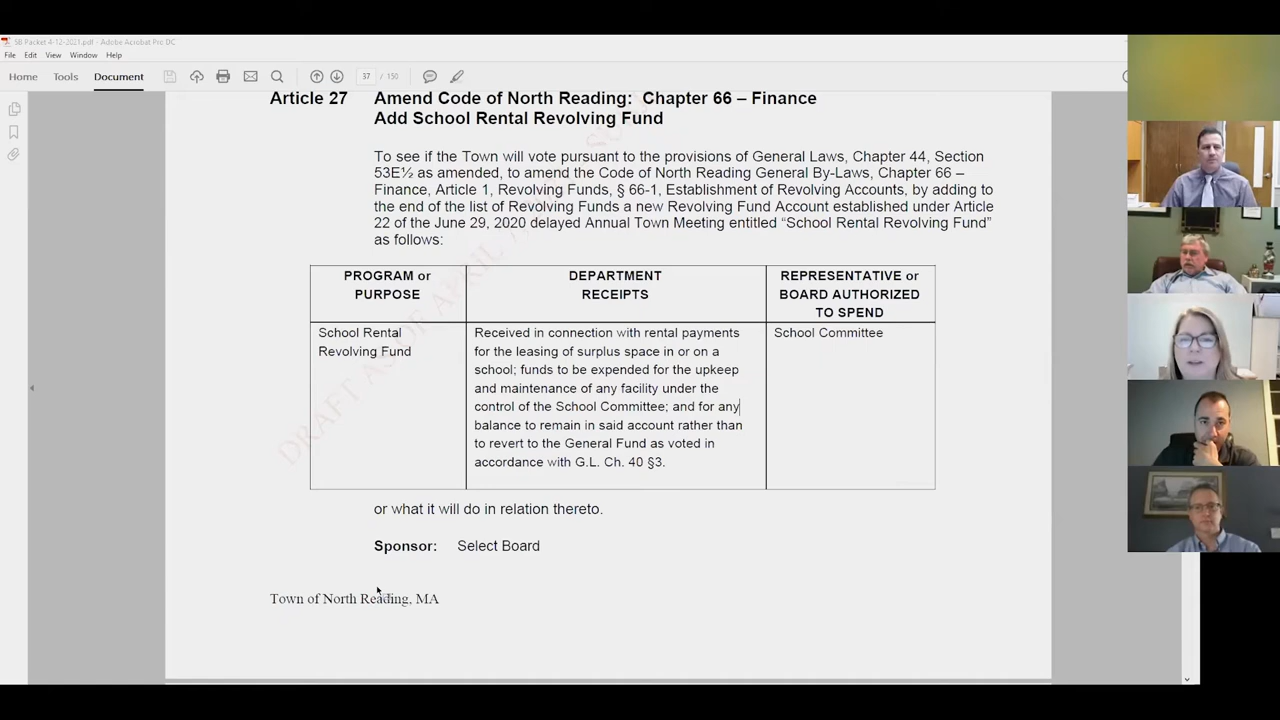 SB Packet 4-12-2021.pdf - Adobe Acrobat Pro DC
File Edit View Window Help
Home Tools Document 37 / 150
Article 27 Amend Code of North Reading: Chapter 66 – Finance
Add School Rental Revolving Fund
To see if the Town will vote pursuant to the provisions of General Laws, Chapter 44, Section
53E½ as amended, to amend the Code of North Reading General By-Laws, Chapter 66 –
Finance, Article 1, Revolving Funds, § 66-1, Establishment of Revolving Accounts, by adding to
the end of the list of Revolving Funds a new Revolving Fund Account established under Article
22 of the June 29, 2020 delayed Annual Town Meeting entitled “School Rental Revolving Fund”
as follows:
PROGRAM or
PURPOSE
DEPARTMENT
RECEIPTS
REPRESENTATIVE or
BOARD AUTHORIZED
TO SPEND
School Rental
Revolving Fund
Received in connection with rental payments
for the leasing of surplus space in or on a
school; funds to be expended for the upkeep
and maintenance of any facility under the
control of the School Committee; and for any
balance to remain in said account rather than
to revert to the General Fund as voted in
accordance with G.L. Ch. 40 §3.
School Committee
or what it will do in relation thereto.
Sponsor: Select Board
Town of North Reading, MA
DRAFT AS OF APRIL